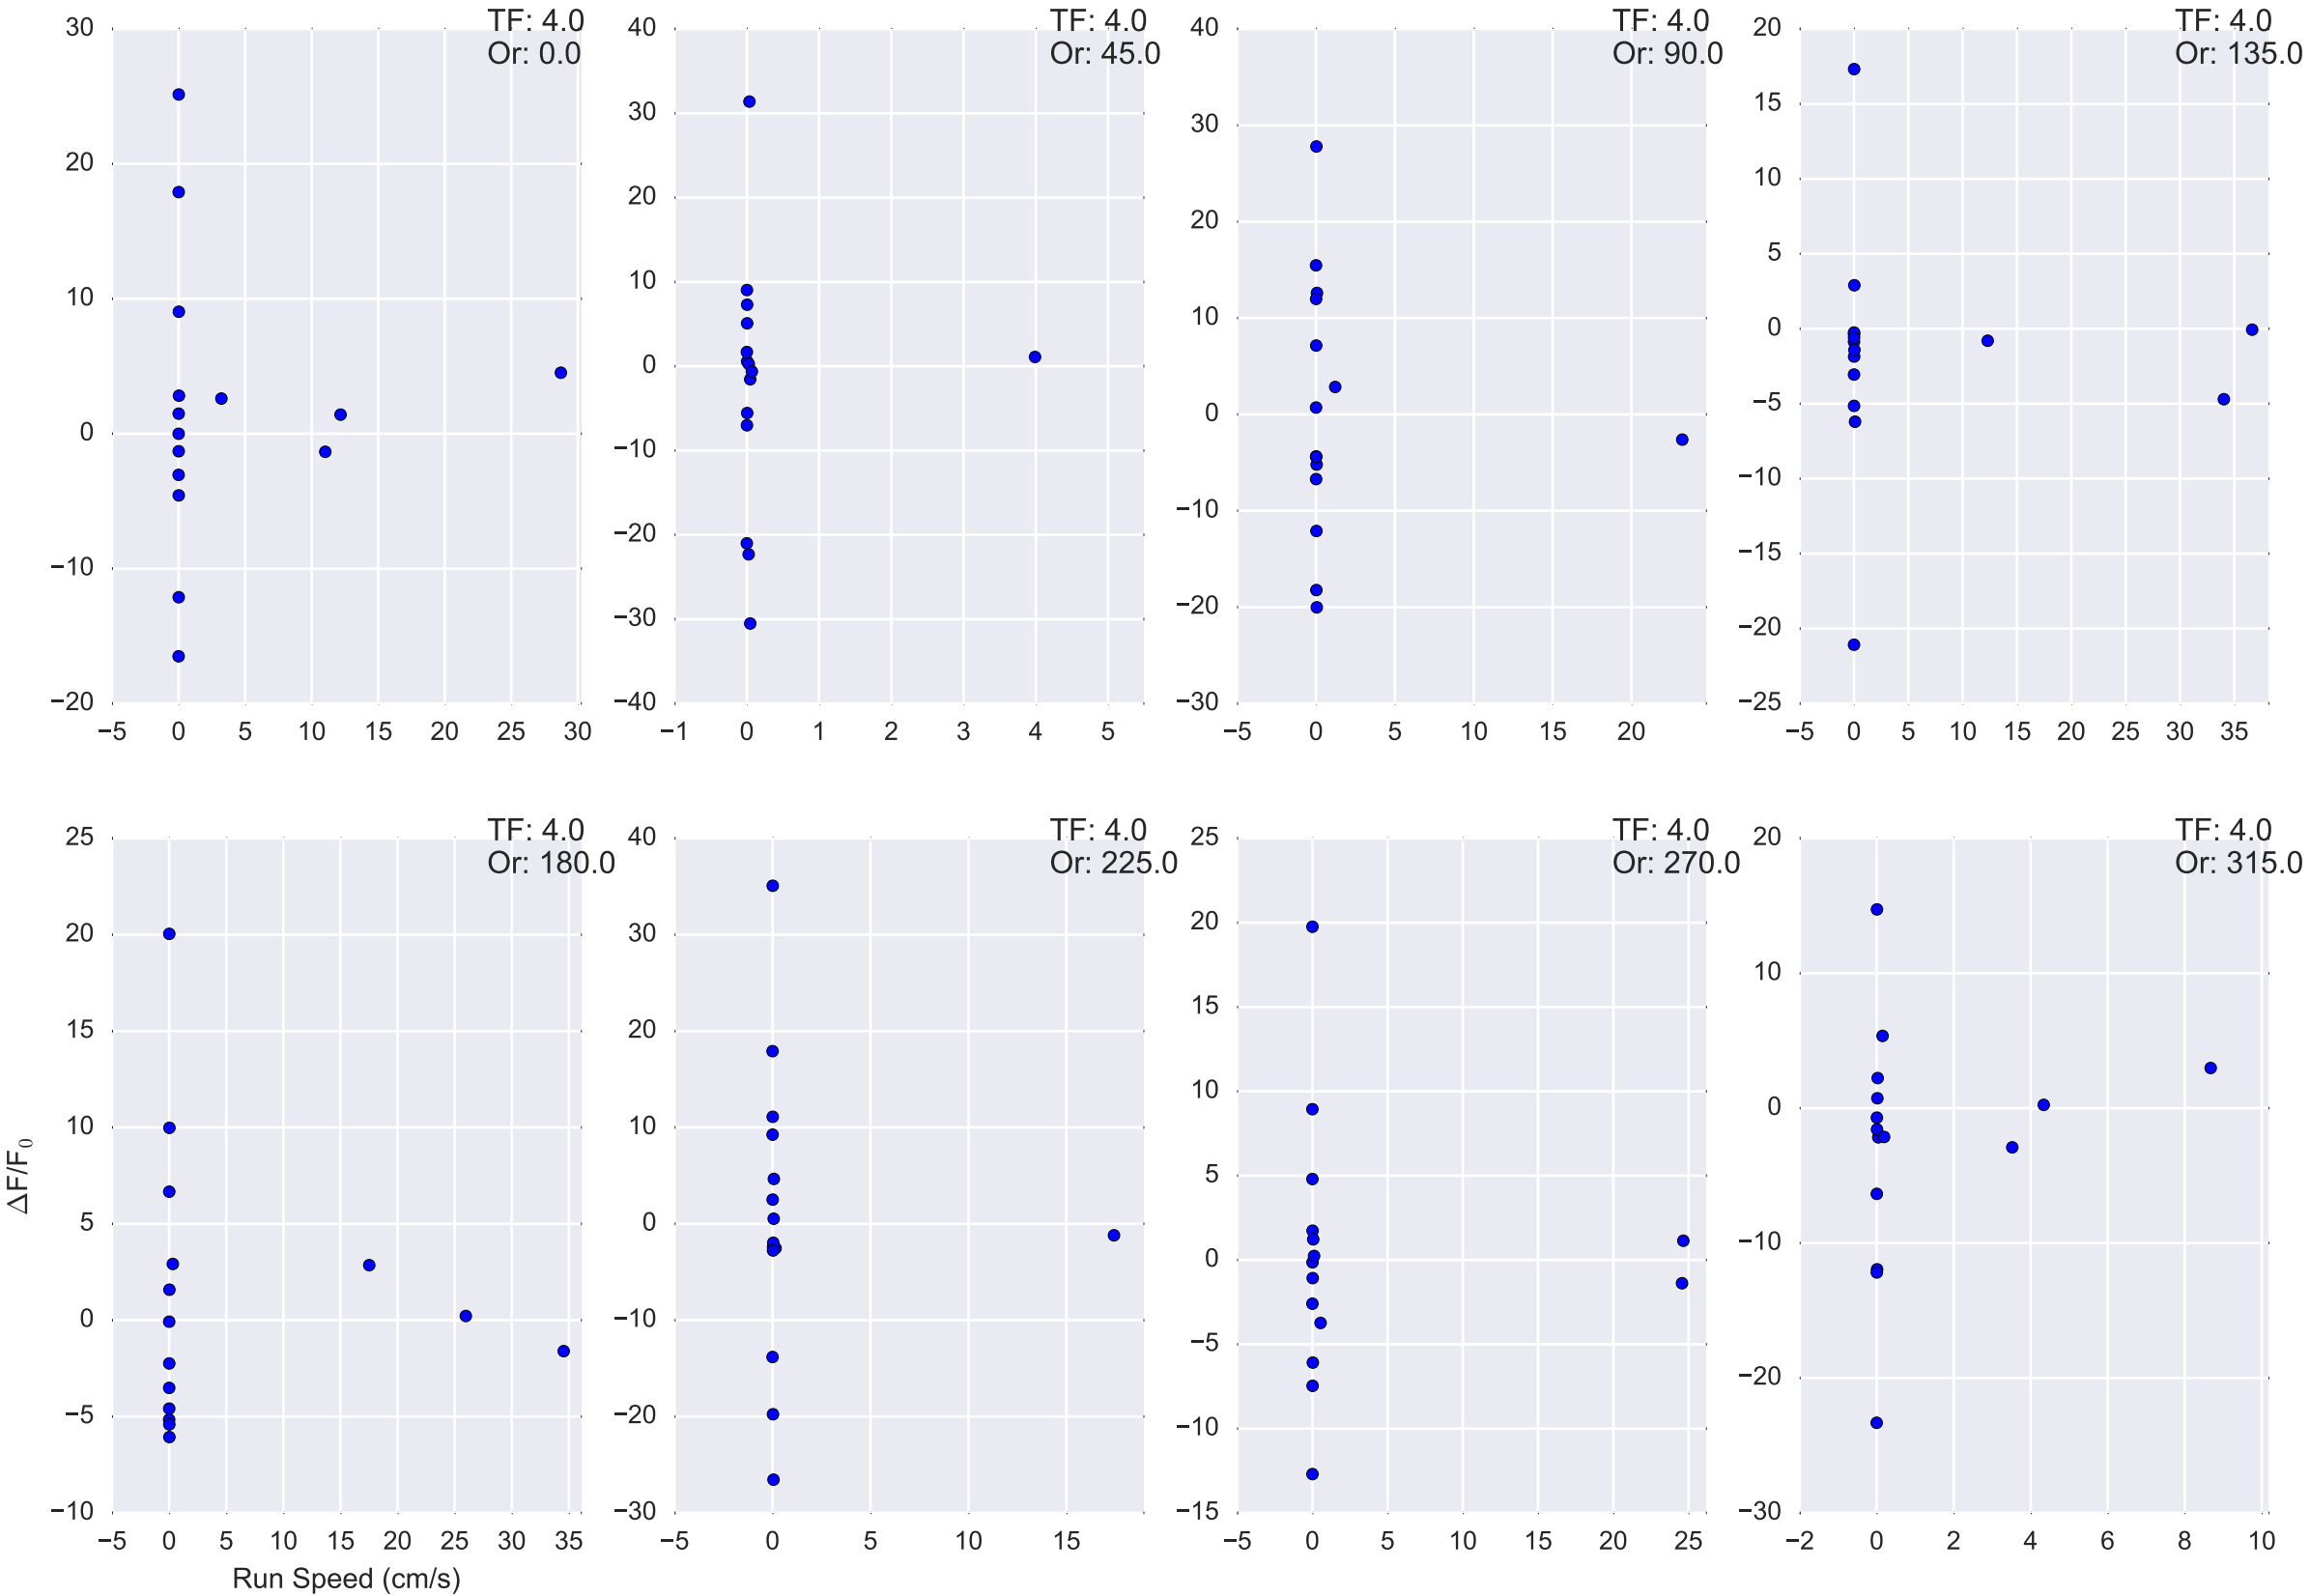 TF: 4.0
Or: 0.0
30
20
10
0
−10
−20
−5 0 5 10 15 20 25 30
TF: 4.0
Or: 45.0
40
30
20
10
0
−10
−20
−30
−40
−1 0 1 2 3 4 5
TF: 4.0
Or: 90.0
40
30
20
10
0
−10
−20
−30
−5 0 5 10 15 20
TF: 4.0
Or: 135.0
20
15
10
5
0
−5
−10
−15
−20
−25
−5 0 5 10 15 20 25 30 35
TF: 4.0
Or: 180.0
25
20
15
10
5
0
−5
−10
ΔF/F0
−5 0 5 10 15 20 25 30 35
Run Speed (cm/s)
TF: 4.0
Or: 225.0
40
30
20
10
0
−10
−20
−30
−5 0 5 10 15
TF: 4.0
Or: 270.0
25
20
15
10
5
0
−5
−10
−15
−5 0 5 10 15 20 25
TF: 4.0
Or: 315.0
20
10
0
−10
−20
−30
−2 0 2 4 6 8 10